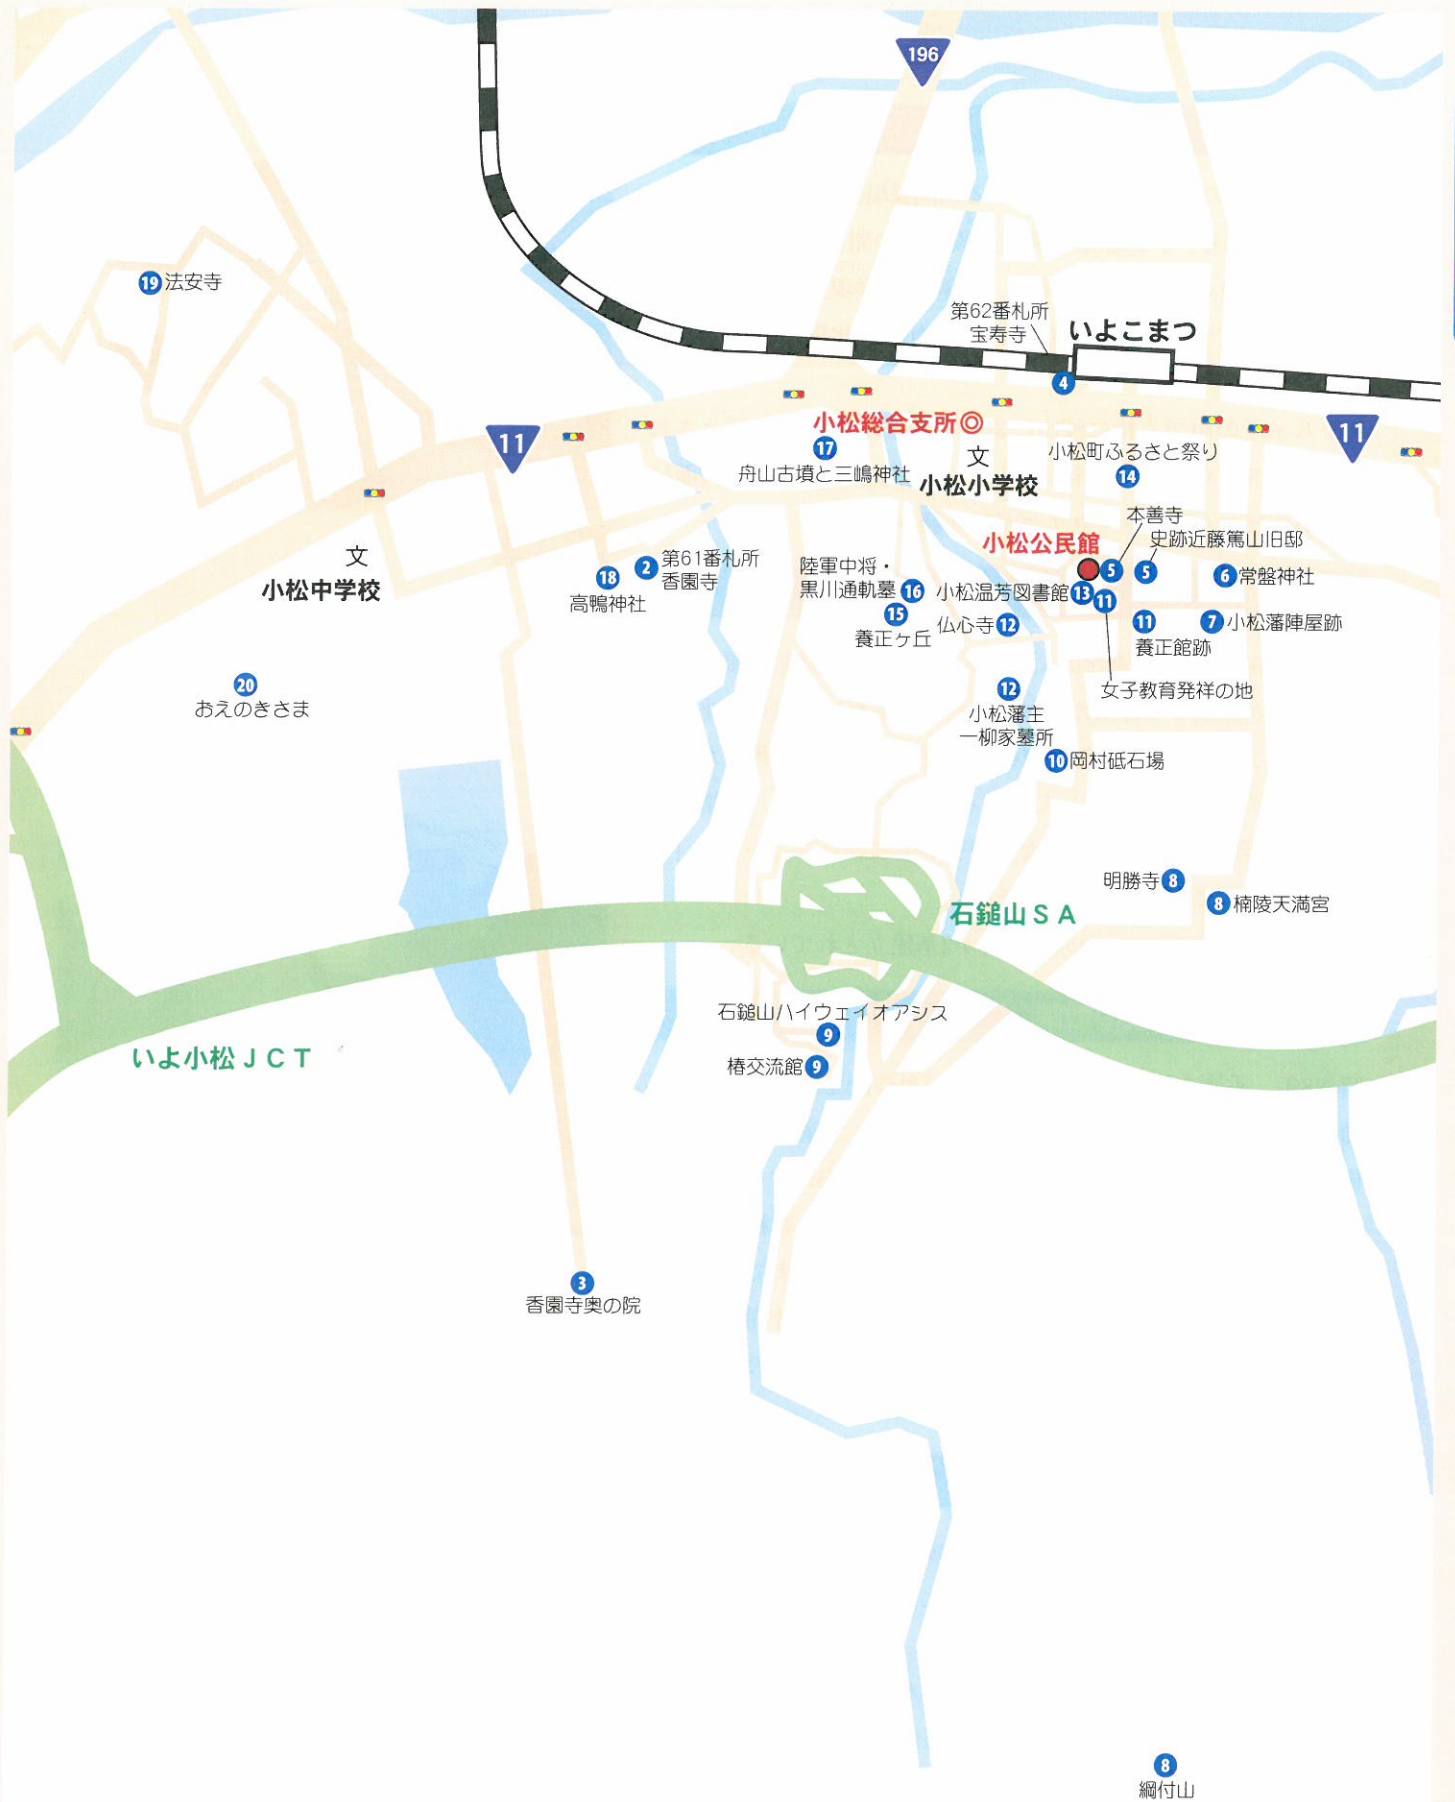 196
19 法安寺
第62番札所
宝寿寺
いよこまつ
4
小松総合支所◎
11
11
17
舟山古墳と三嶋神社
文
小松小学校
小松町ふるさと祭り
14
本善寺
史跡近藤篤山旧邸
小松公民館
5
5
6 常盤神社
文
小松中学校
18
高鴨神社
2 第61番札所
香園寺
陸軍中将・
黒川通軌墓 16
15
養正ヶ丘
小松温芳図書館 13
11
仏心寺 12
11
養正館跡
7 小松藩陣屋跡
女子教育発祥の地
20
おえのきさま
12
小松藩主
一柳家墓所
10 岡村砥石場
明勝寺 8
8 楠陵天満宮
石鎚山SA
石鎚山ハイウェイオアシス
9
椿交流館 9
いよ小松JCT
3
香園寺奥の院
8
綱付山